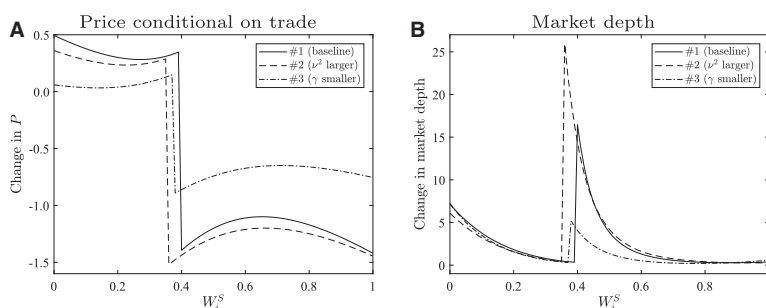 A
Price conditional on trade
0.5
0.0
-0.5
-1.0
-1.5
Change in P
#1 (baseline)
#2 (ν² larger)
#3 (γ smaller)
0 0.2 0.4 0.6 0.8 1
W_i^S
B
Market depth
25
20
15
10
5
0
Change in market depth
#1 (baseline)
#2 (ν² larger)
#3 (γ smaller)
0 0.2 0.4 0.6 0.8
W_i^S